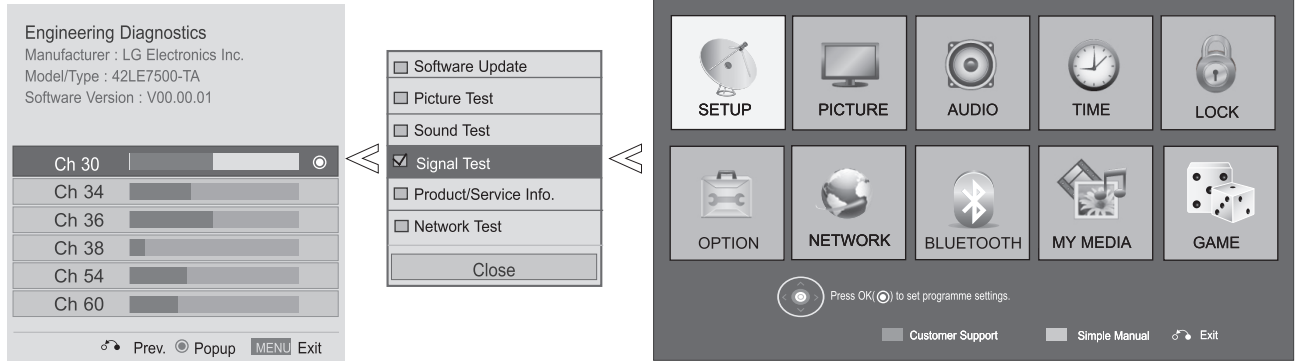 Engineering Diagnostics
Manufacturer : LG Electronics Inc.
Model/Type : 42LE7500-TA
Software Version : V00.00.01
Ch 30
Ch 34
Ch 36
Ch 38
Ch 54
Ch 60
Prev. Popup MENU Exit
Software Update
Picture Test
Sound Test
Signal Test
Product/Service Info.
Network Test
Close
SETUP PICTURE AUDIO TIME LOCK
OPTION NETWORK BLUETOOTH MY MEDIA GAME
Press OK( ) to set programme settings.
Customer Support Simple Manual Exit